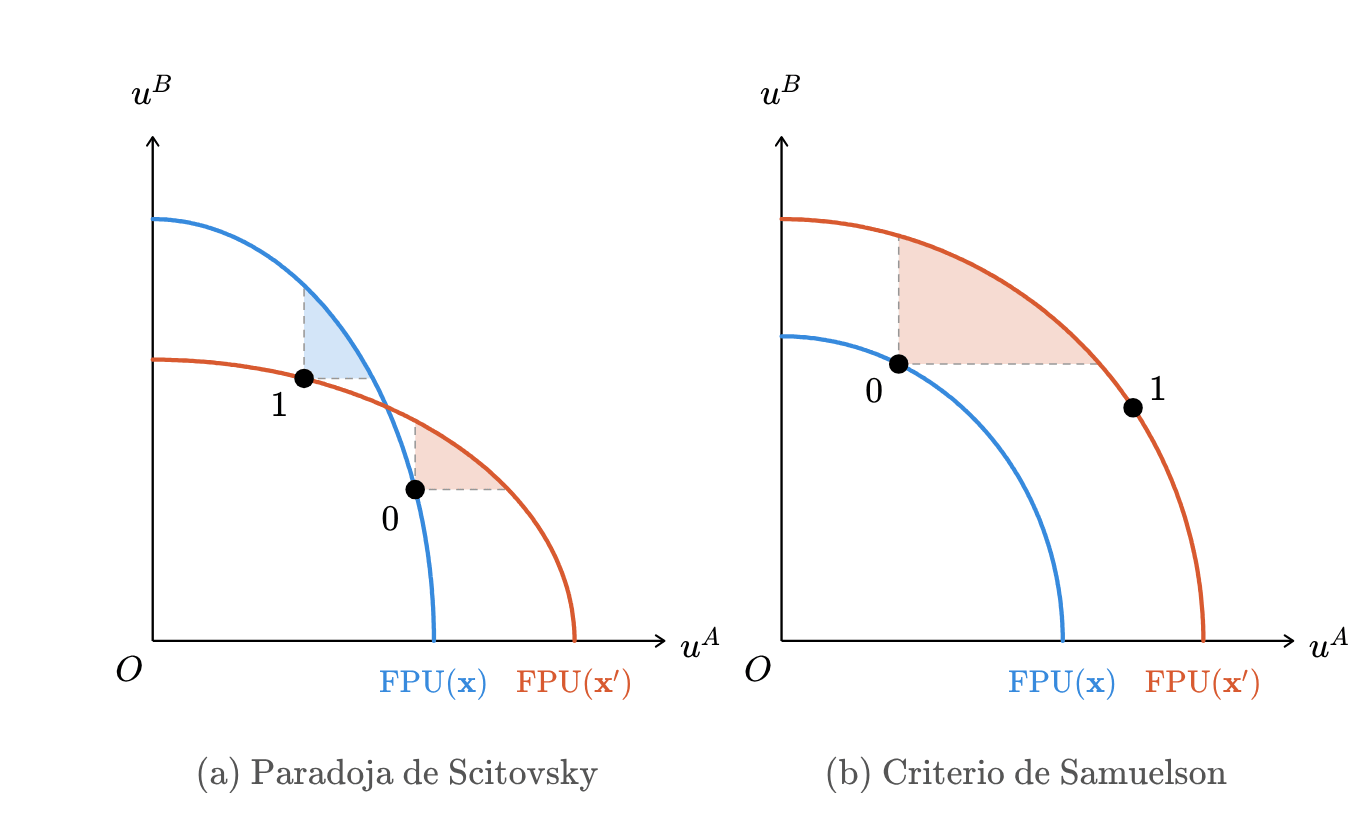 u^B
1
0
O
u^A
FPU(x)
FPU(x′)
(a) Paradoja de Scitovsky
u^B
0
1
O
u^A
FPU(x)
FPU(x′)
(b) Criterio de Samuelson